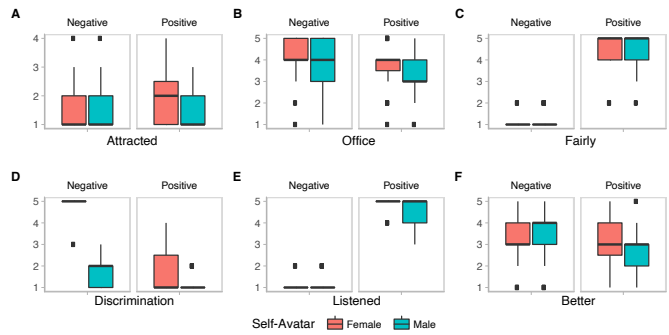 A B C
Negative Positive Negative Positive Negative Positive
4 5 5
3 4 4
2 3 3
1 2 2
1 1
Attracted Office Fairly
D E F
Negative Positive Negative Positive Negative Positive
5 5 5
4 4 4
3 3 3
2 2 2
1 1 1
Discrimination Listened Better
Self-Avatar Female Male